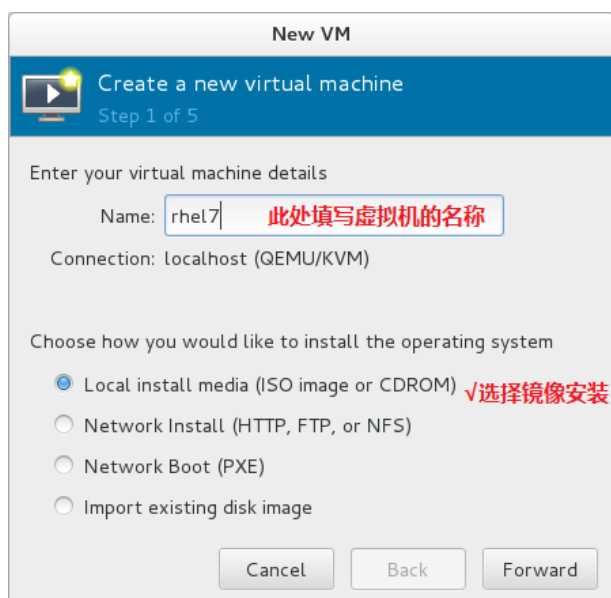 New VM
Create a new virtual machine
Step 1 of 5
Enter your virtual machine details
Name: rhel7 此处填写虚拟机的名称
Connection: localhost (QEMU/KVM)
Choose how you would like to install the operating system
Local install media (ISO image or CDROM) √选择镜像安装
Network Install (HTTP, FTP, or NFS)
Network Boot (PXE)
Import existing disk image
Cancel Back Forward